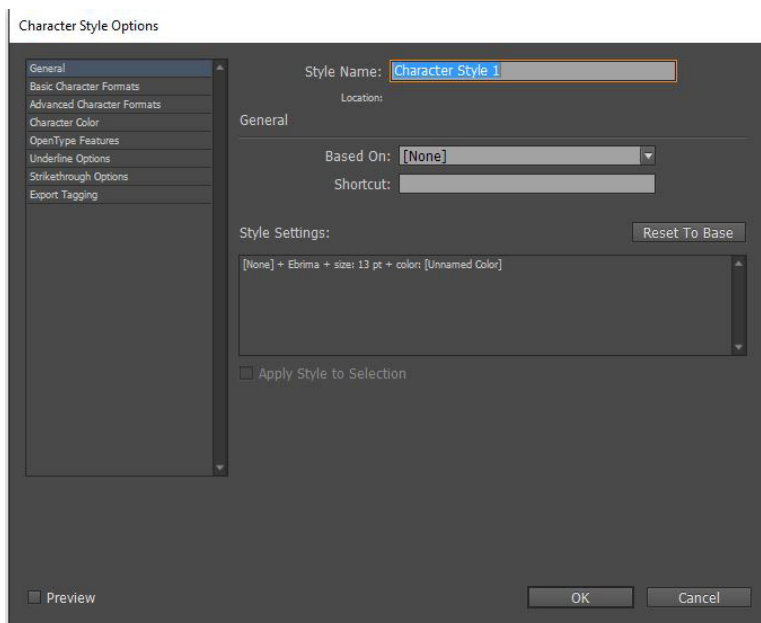 Character Style Options
General
Basic Character Formats
Advanced Character Formats
Character Color
OpenType Features
Underline Options
Strikethrough Options
Export Tagging
Style Name: Character Style 1
Location:
General
Based On: [None]
Shortcut:
Style Settings:
Reset To Base
[None] + Ebrima + size: 13 pt + color: [Unnamed Color]
Apply Style to Selection
Preview
OK
Cancel